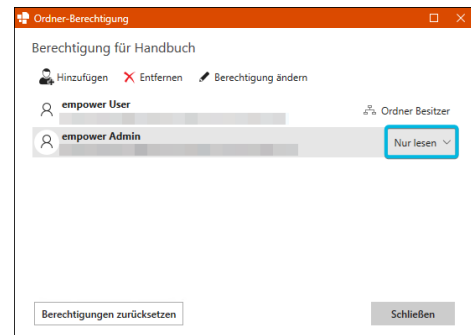 Ordner-Berechtigung
Berechtigung für Handbuch
Hinzufügen Entfernen Berechtigung ändern
empower User
Ordner Besitzer
empower Admin
Nur lesen
Berechtigungen zurücksetzen Schließen